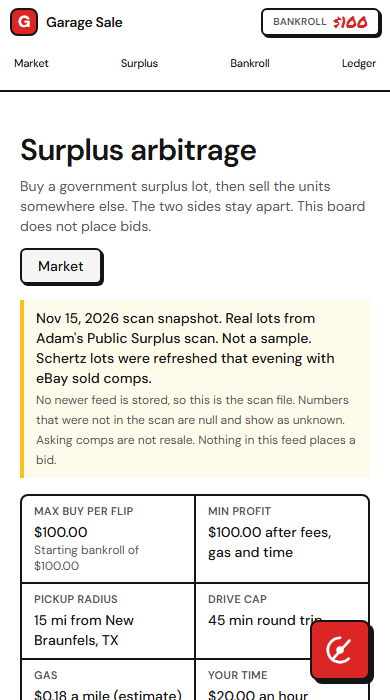 G Garage Sale
BANKROLL $100
Market Surplus Bankroll Ledger
Surplus arbitrage
Buy a government surplus lot, then sell the units
somewhere else. The two sides stay apart. This board
does not place bids.
Market
Nov 15, 2026 scan snapshot. Real lots from
Adam's Public Surplus scan. Not a sample.
Schertz lots were refreshed that evening with
eBay sold comps.
No newer feed is stored, so this is the scan file. Numbers
that were not in the scan are null and show as unknown.
Asking comps are not resale. Nothing in this feed places a
bid.
MAX BUY PER FLIP
$100.00
Starting bankroll of
$100.00
MIN PROFIT
$100.00 after fees,
gas and time
PICKUP RADIUS
15 mi from New
Braunfels, TX
DRIVE CAP
45 min round trip
GAS
$0.18 a mile (estimate)
YOUR TIME
$20.00 an hour